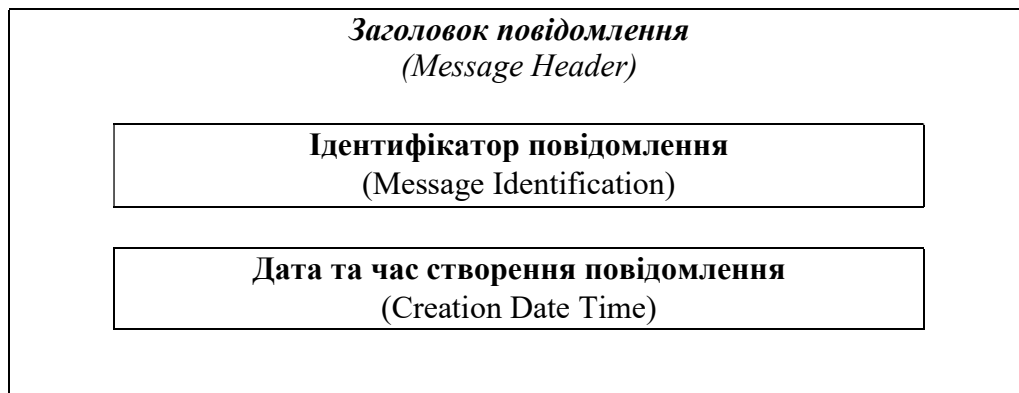 Заголовок повідомлення
(Message Header)
Ідентифікатор повідомлення
(Message Identification)
Дата та час створення повідомлення
(Creation Date Time)